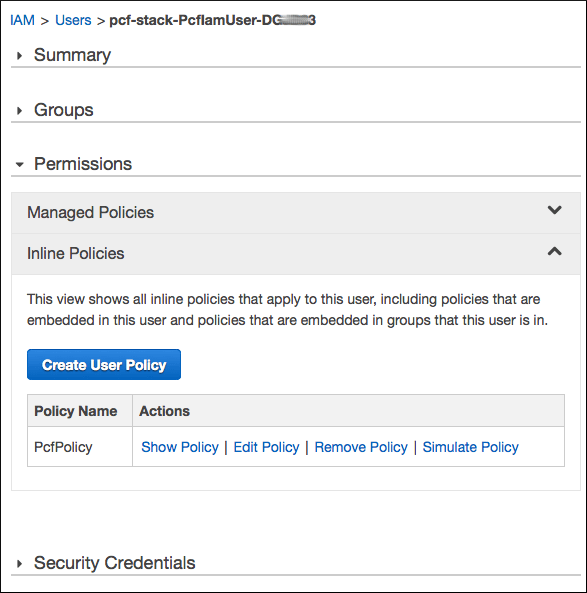 IAM > Users > pcf-stack-PcfIamUser-DG
Summary
Groups
Permissions
Managed Policies
Inline Policies
This view shows all inline policies that apply to this user, including policies that are
embedded in this user and policies that are embedded in groups that this user is in.
Create User Policy
Policy Name Actions
PcfPolicy Show Policy | Edit Policy | Remove Policy | Simulate Policy
Security Credentials